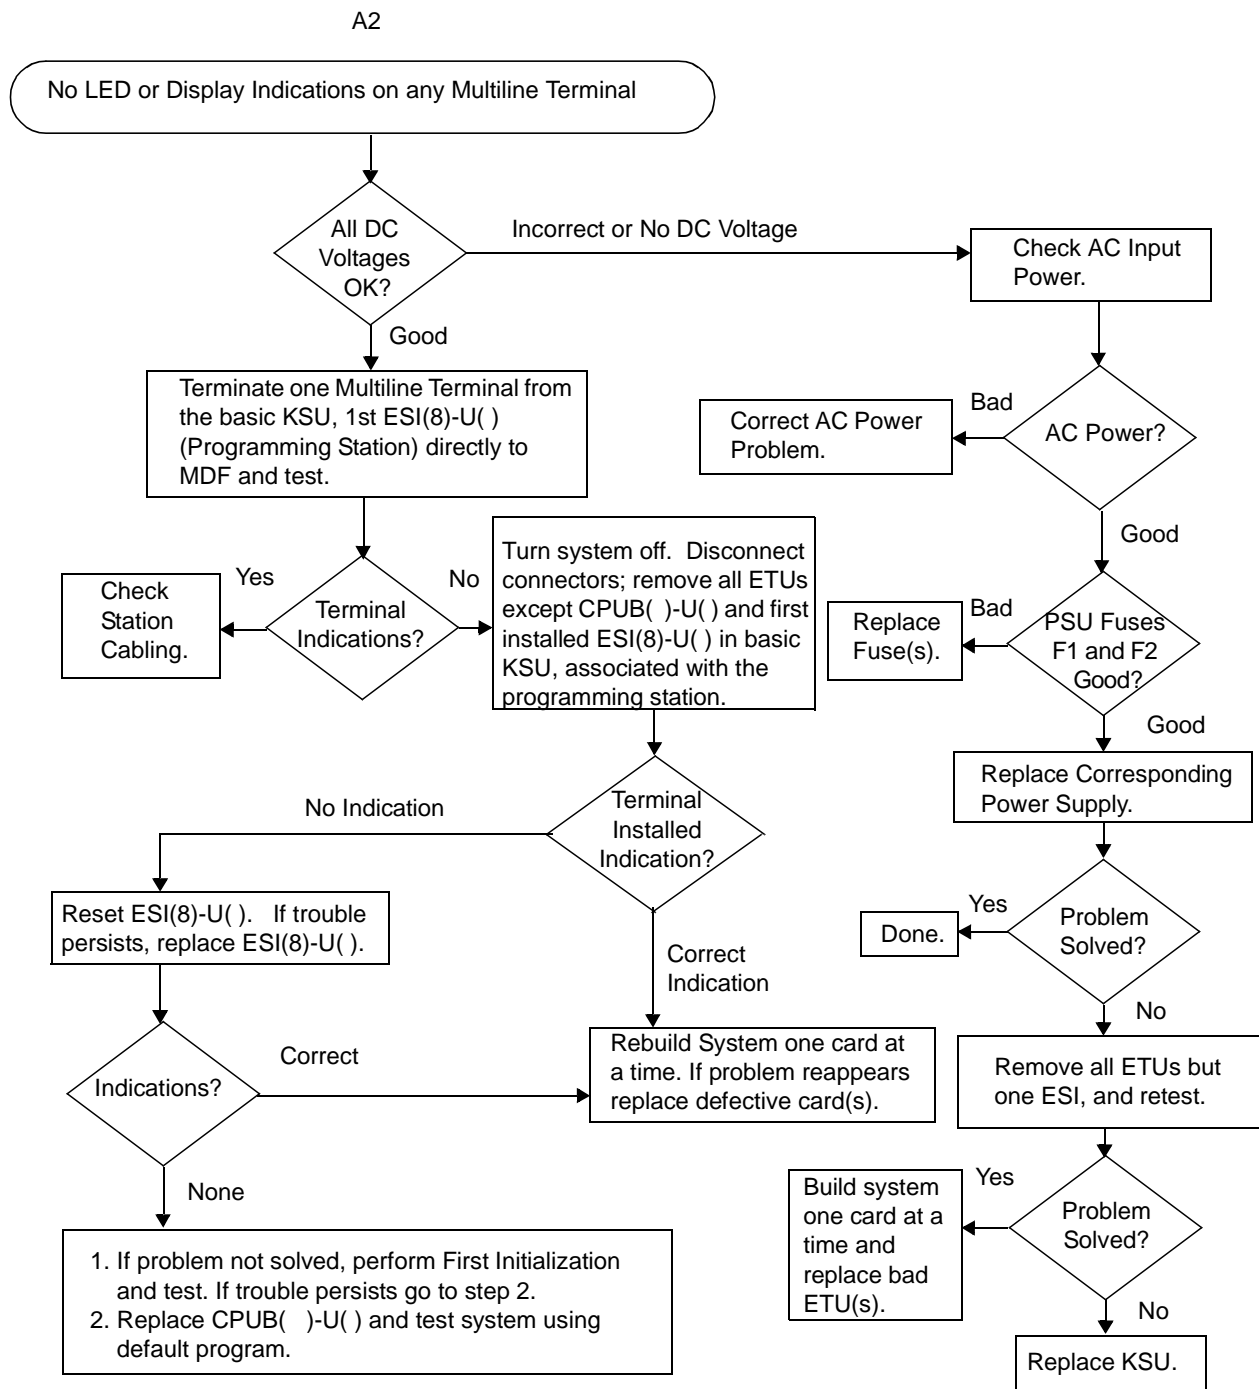 A2
No LED or Display Indications on any Multiline Terminal
All DC
Voltages
OK?
Incorrect or No DC Voltage
Check AC Input
Power.
Good
Terminate one Multiline Terminal from
the basic KSU, 1st ESI(8)-U( )
(Programming Station) directly to
MDF and test.
AC Power?
Bad
Correct AC Power
Problem.
Good
Terminal
Indications?
Yes
Check
Station
Cabling.
No
Turn system off.  Disconnect
connectors; remove all ETUs
except CPUB( )-U( ) and first
installed ESI(8)-U( ) in basic
KSU, associated with the
programming station.
PSU Fuses
F1 and F2
Good?
Bad
Replace
Fuse(s).
Good
Replace Corresponding
Power Supply.
Terminal
Installed
Indication?
No Indication
Reset ESI(8)-U( ).   If trouble
persists, replace ESI(8)-U( ).
Correct
Indication
Problem
Solved?
Yes
Done.
No
Indications?
Correct
Rebuild System one card at
a time. If problem reappears
replace defective card(s).
Remove all ETUs but
one ESI, and retest.
None
1. If problem not solved, perform First Initialization
and test. If trouble persists go to step 2.
2. Replace CPUB(   )-U( ) and test system using
default program.
Problem
Solved?
Yes
Build system
one card at a
time and
replace bad
ETU(s).
No
Replace KSU.